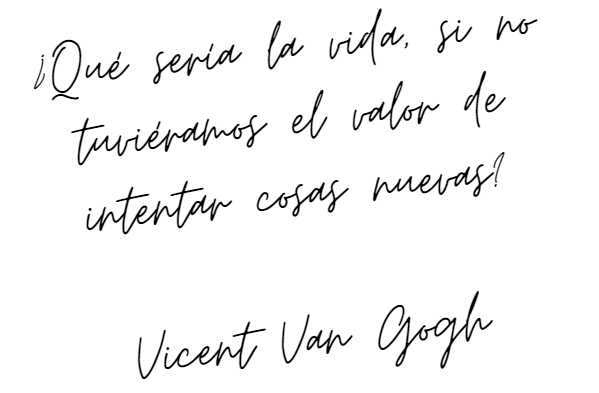 ¿Qué sería la vida, si no
tuviéramos el valor de
intentar cosas nuevas?
Vicent Van Gogh